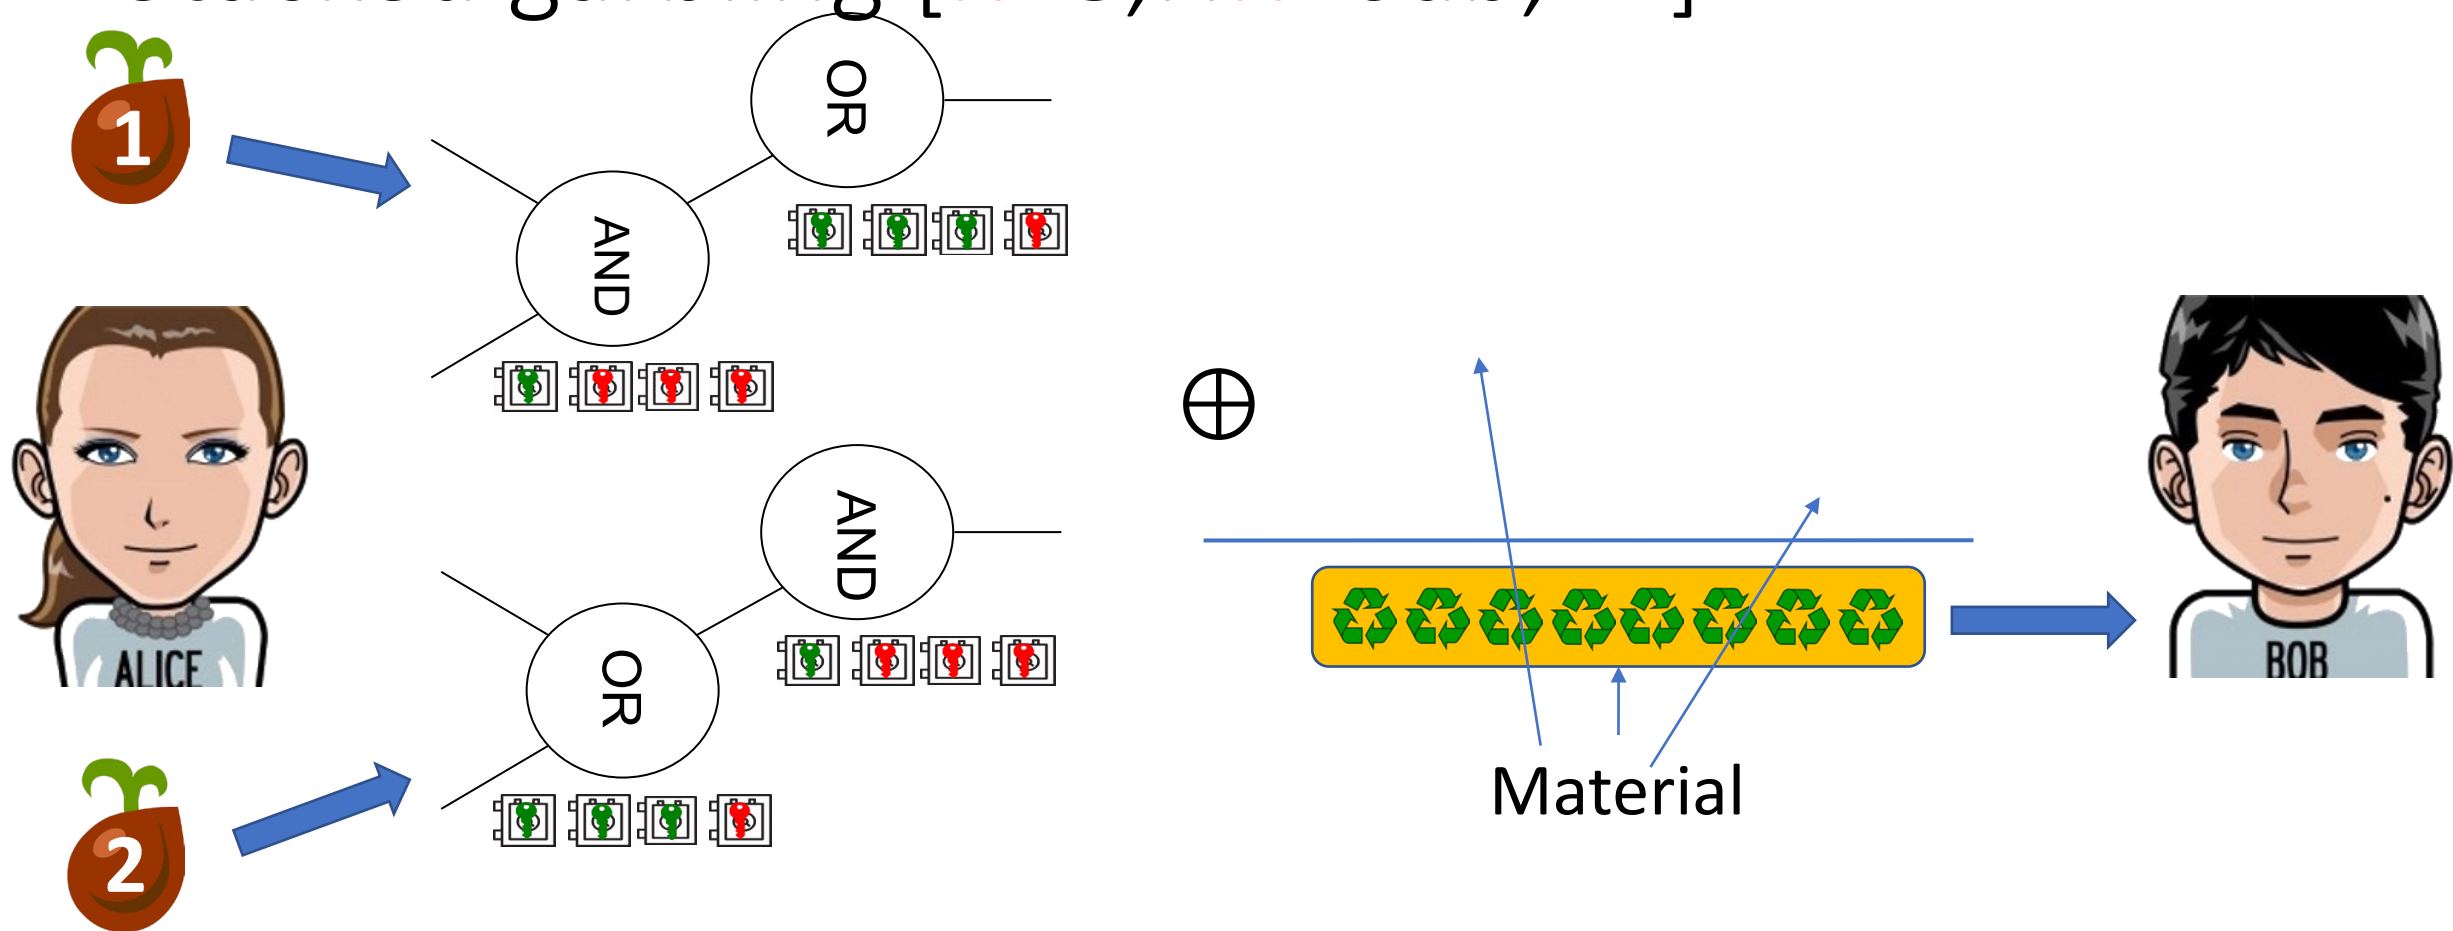 1
OR
AND
ALICE
AND
OR
2
Material
BOB